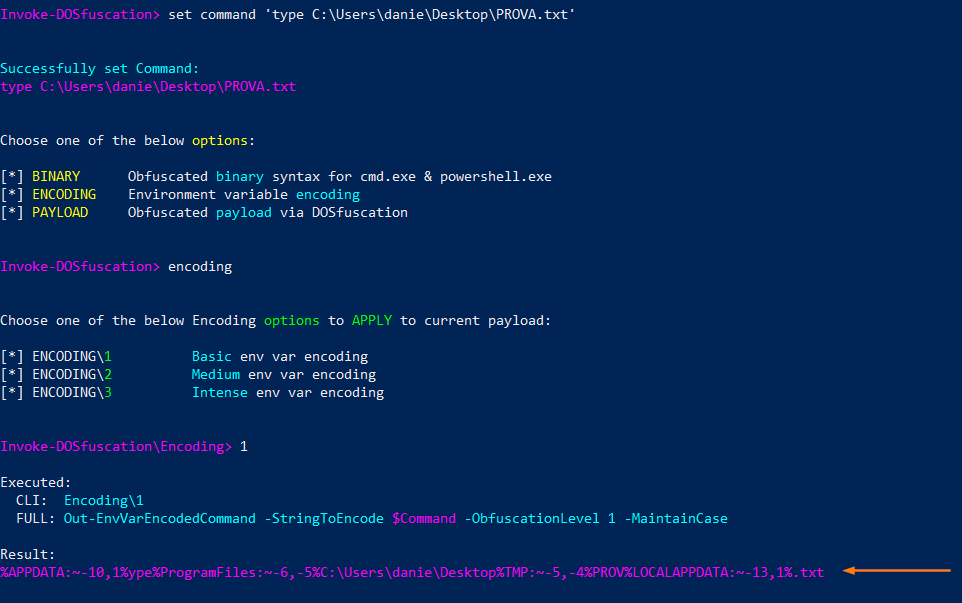 Invoke-DOSfuscation> set command 'type C:\Users\danie\Desktop\PROVA.txt'
Successfully set Command:
type C:\Users\danie\Desktop\PROVA.txt
Choose one of the below options:
[*] BINARY Obfuscated binary syntax for cmd.exe & powershell.exe
[*] ENCODING Environment variable encoding
[*] PAYLOAD Obfuscated payload via DOSfuscation
Invoke-DOSfuscation> encoding
Choose one of the below Encoding options to APPLY to current payload:
[*] ENCODING\1 Basic env var encoding
[*] ENCODING\2 Medium env var encoding
[*] ENCODING\3 Intense env var encoding
Invoke-DOSfuscation\Encoding> 1
Executed:
CLI: Encoding\1
FULL: Out-EnvVarEncodedCommand -StringToEncode $Command -ObfuscationLevel 1 -MaintainCase
Result:
%APPDATA:~-10,1%ype%ProgramFiles:~-6,-5%C:\Users\danie\Desktop%TMP:~-5,-4%PROV%LOCALAPPDATA:~-13,1%.txt